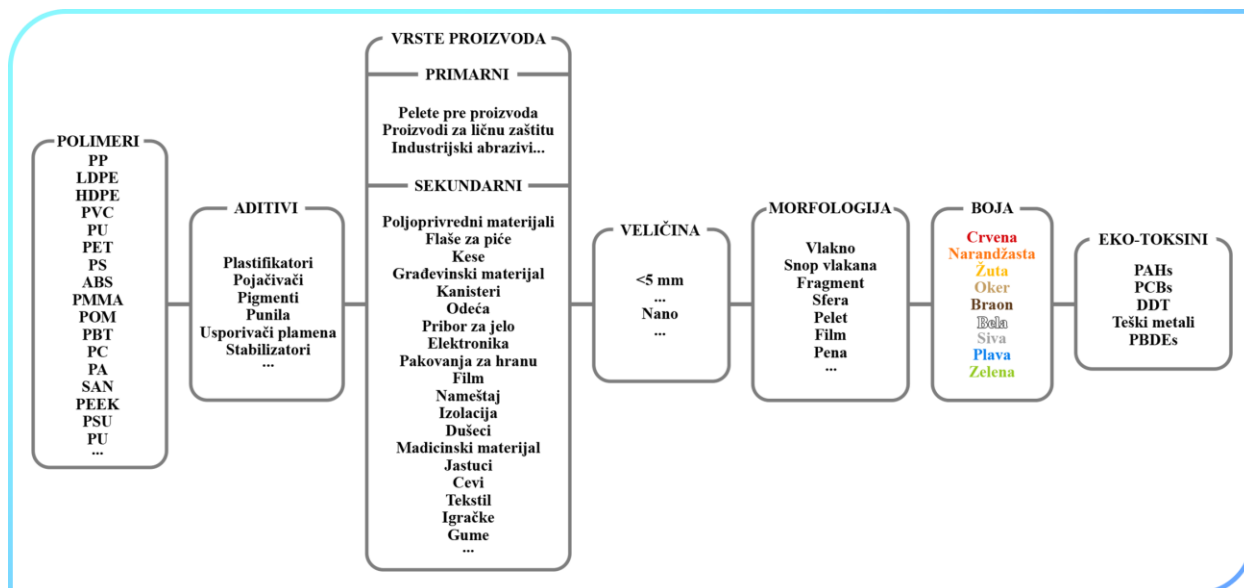 POLIMERI
PP
LDPE
HDPE
PVC
PU
PET
PS
ABS
PMMA
POM
PBT
PC
PA
SAN
PEEK
PSU
PU
...
ADITIVI
Plastifikatori
Pojačivači
Pigmenti
Punila
Usporivači plamena
Stabilizatori
...
VRSTE PROIZVODA
PRIMARNI
Pelete pre proizvoda
Proizvodi za ličnu zaštitu
Industrijski abrazivi...
SEKUNDARNI
Poljoprivredni materijali
Flaše za piće
Kese
Građevinski materijal
Kanisteri
Odeća
Pribor za jelo
Elektronika
Pakovanja za hranu
Film
Nameštaj
Izolacija
Dušeci
Madicinski materijal
Jastuci
Cevi
Tekstil
Igračke
Gume
...
VELIČINA
<5 mm
...
Nano
...
MORFOLOGIJA
Vlakno
Snop vlakana
Fragment
Sfera
Pelet
Film
Pena
...
BOJA
Crvena
Narandžasta
Žuta
Oker
Braon
Bela
Siva
Plava
Zelena
EKO-TOKSINI
PAHs
PCBs
DDT
Teški metali
PBDEs